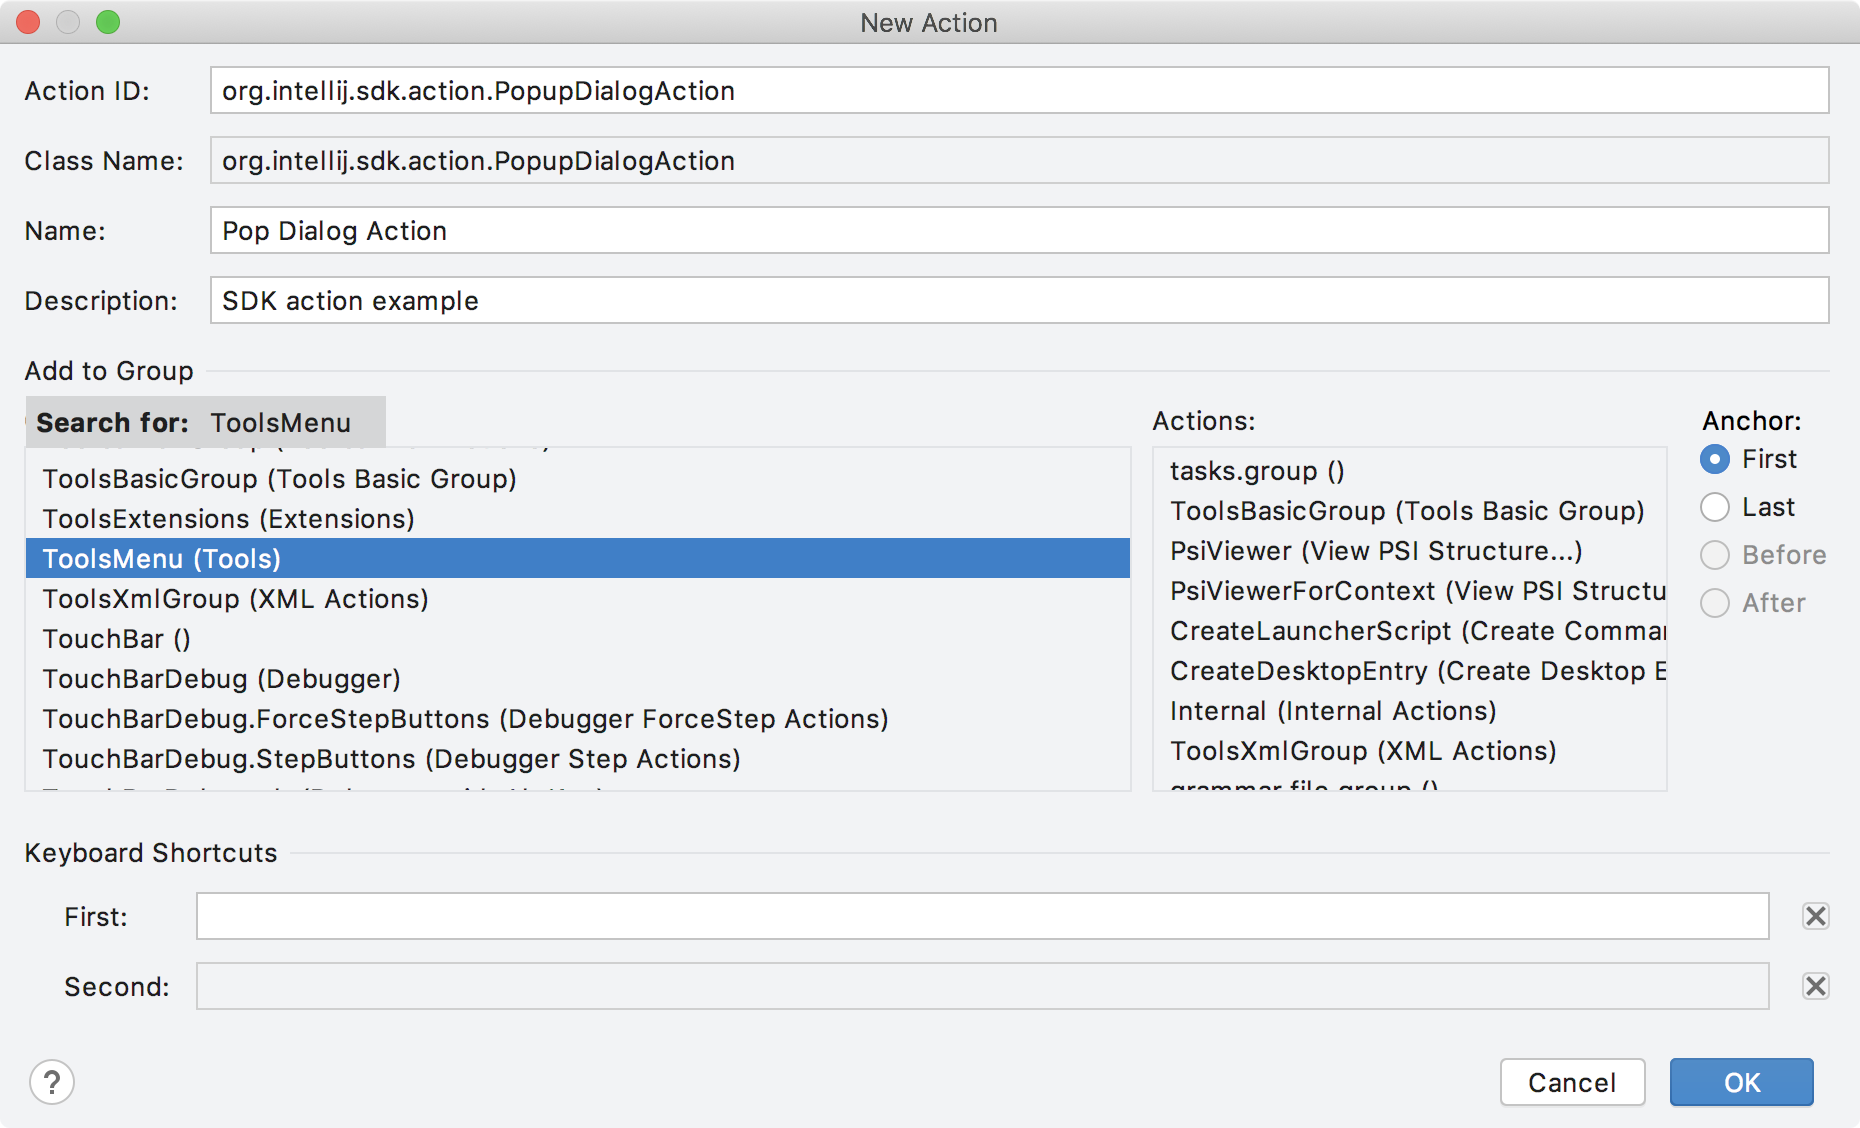 New Action
Action ID: org.intellij.sdk.action.PopupDialogAction
Class Name: org.intellij.sdk.action.PopupDialogAction
Name: Pop Dialog Action
Description: SDK action example
Add to Group
Search for: ToolsMenu
ToolsBasicGroup (Tools Basic Group)
ToolsExtensions (Extensions)
ToolsMenu (Tools)
ToolsXmlGroup (XML Actions)
TouchBar ()
TouchBarDebug (Debugger)
TouchBarDebug.ForceStepButtons (Debugger ForceStep Actions)
TouchBarDebug.StepButtons (Debugger Step Actions)
Actions:
tasks.group ()
ToolsBasicGroup (Tools Basic Group)
PsiViewer (View PSI Structure...)
PsiViewerForContext (View PSI Structu
CreateLauncherScript (Create Comma
CreateDesktopEntry (Create Desktop E
Internal (Internal Actions)
ToolsXmlGroup (XML Actions)
grammar.file.group ()
Anchor:
First
Last
Before
After
Keyboard Shortcuts
First:
Second:
?
Cancel
OK